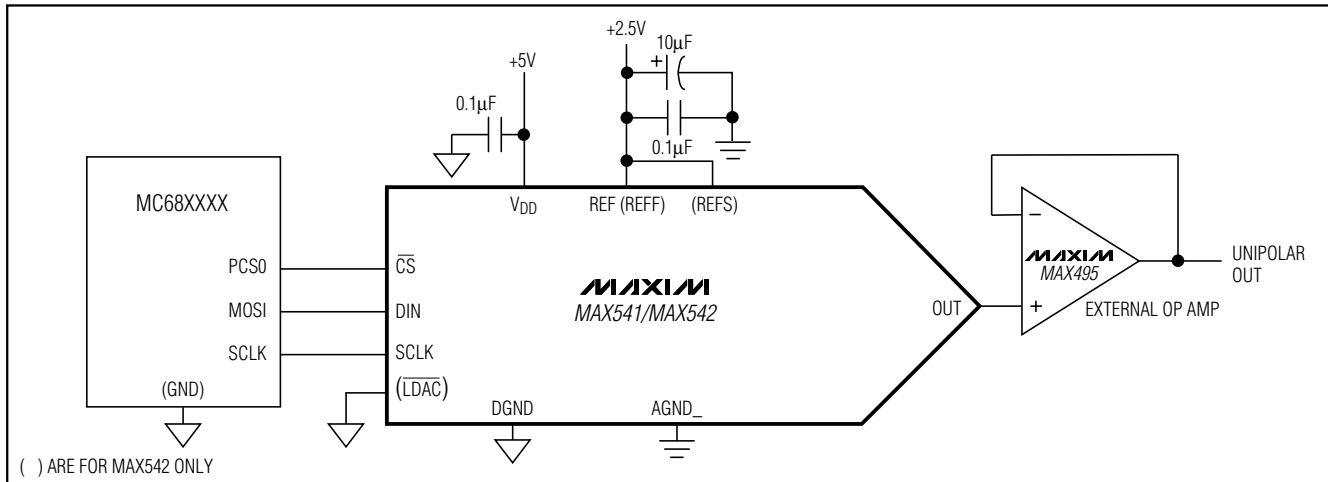 +2.5V
10μF
+
+5V
0.1μF
0.1μF
MC68XXXX
VDD
REF (REFF)
(REFS)
PCS0
CS
MAXIM
MAX541/MAX542
MOSI
DIN
OUT
SCLK
SCLK
(GND)
(LDAC)
DGND
AGND_
−
MAXIM
MAX495
+
UNIPOLAR
OUT
EXTERNAL OP AMP
( ) ARE FOR MAX542 ONLY